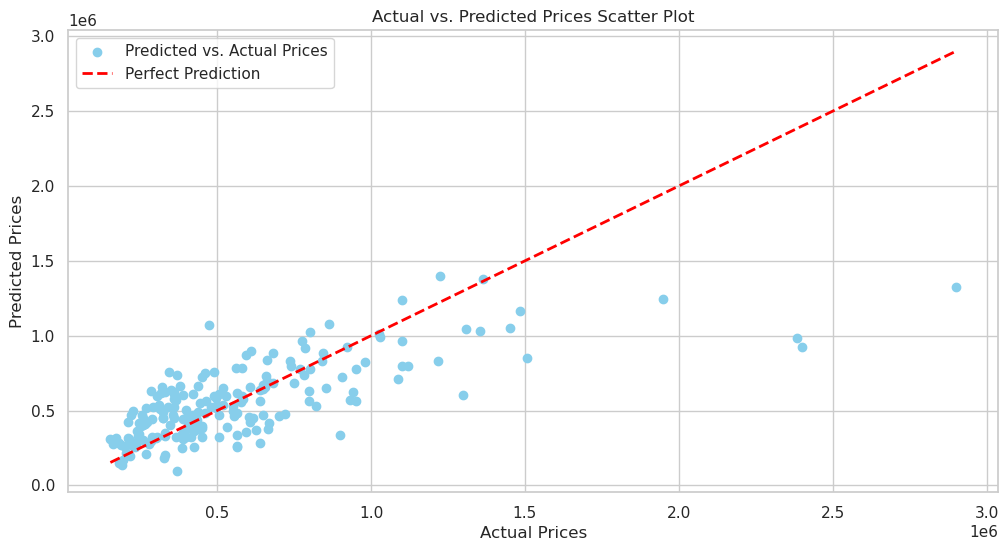 Actual vs. Predicted Prices Scatter Plot
1e6
Predicted vs. Actual Prices
Perfect Prediction
3.0
2.5
2.0
1.5
1.0
0.5
0.0
Predicted Prices
0.5 1.0 1.5 2.0 2.5 3.0
1e6
Actual Prices